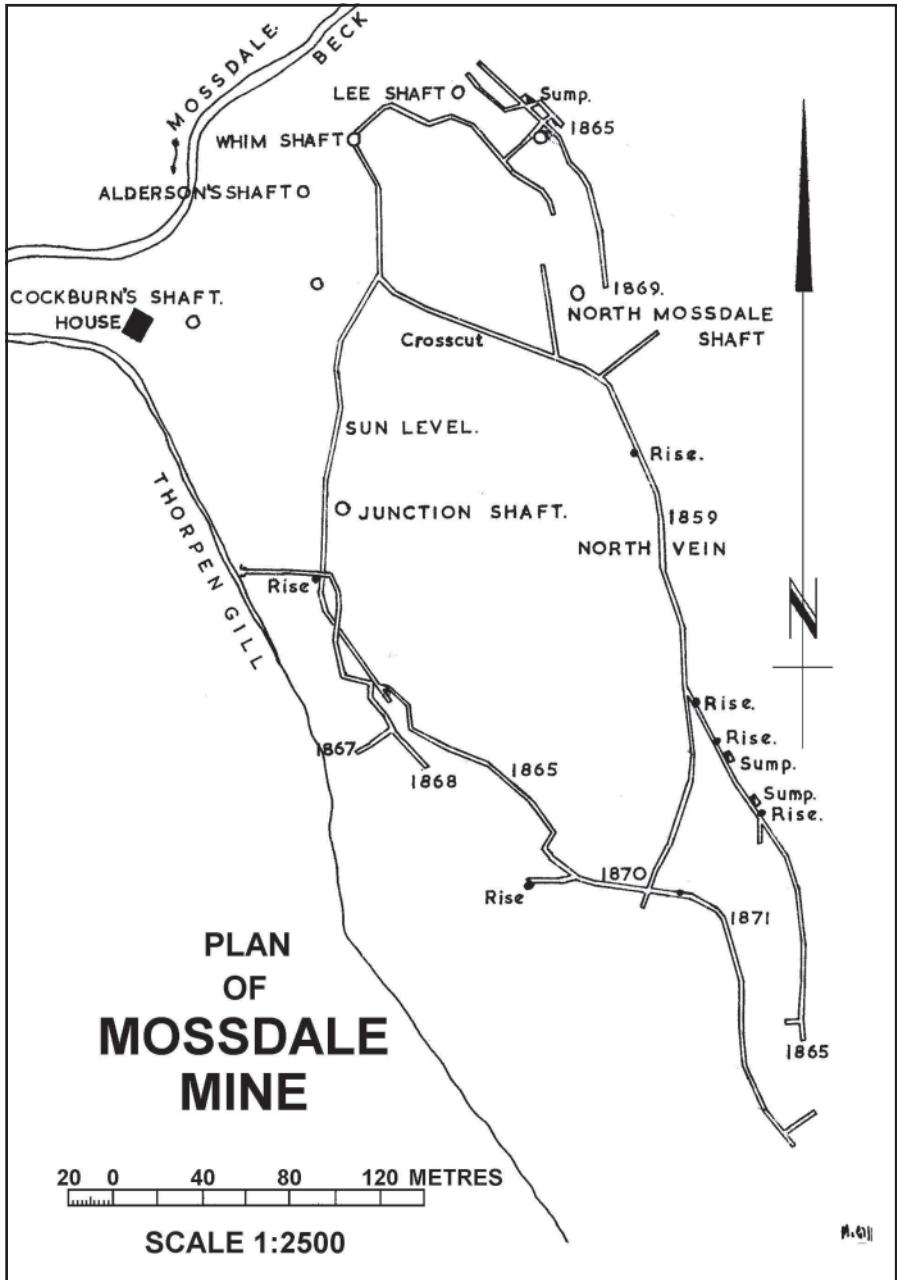 MOSSDALE
BECK
LEE SHAFT
Sump.
1865
WHIM SHAFT
ALDERSON'S SHAFT
COCKBURN'S SHAFT.
HOUSE
1869.
NORTH MOSSDALE
SHAFT
Crosscut
SUN LEVEL.
Rise.
JUNCTION SHAFT.
1859
NORTH VEIN
THORPEN GILL
Rise
N
Rise.
Rise.
Sump.
Sump.
Rise.
1867
1868
1865
1870
Rise
1871
1865
PLAN
OF
MOSSDALE
MINE
20 0 40 80 120 METRES
SCALE 1:2500
M.Gill